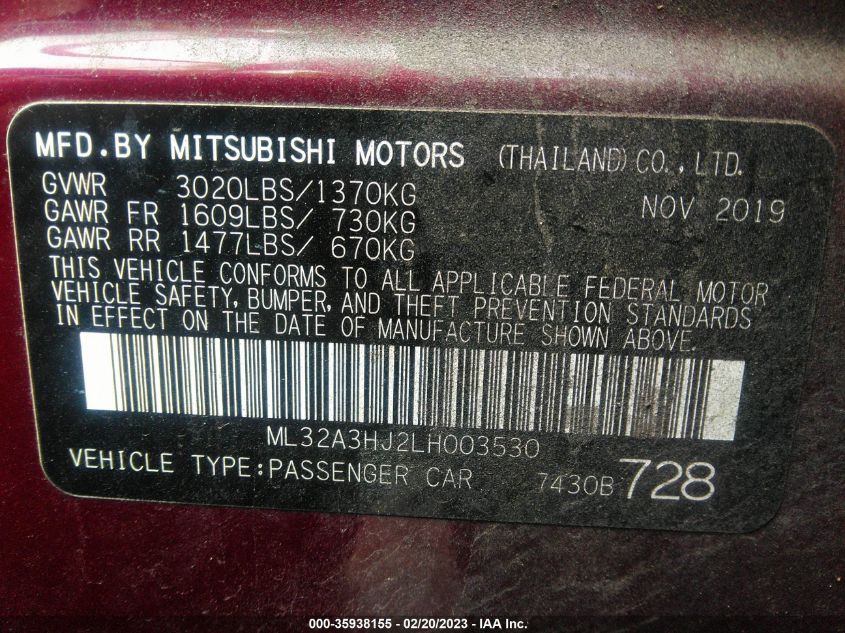 MFD.BY MITSUBISHI MOTORS (THAILAND) CO., LTD.
GVWR 3020LBS/1370KG NOV 2019
GAWR FR 1609LBS/ 730KG
GAWR RR 1477LBS/ 670KG
THIS VEHICLE CONFORMS TO ALL APPLICABLE FEDERAL MOTOR
VEHICLE SAFETY, BUMPER, AND THEFT PREVENTION STANDARDS
IN EFFECT ON THE DATE OF MANUFACTURE SHOWN ABOVE.
ML32A3HJ2LH003530
VEHICLE TYPE:PASSENGER CAR 7430B 728
000-35938155 - 02/20/2023 - IAA Inc.